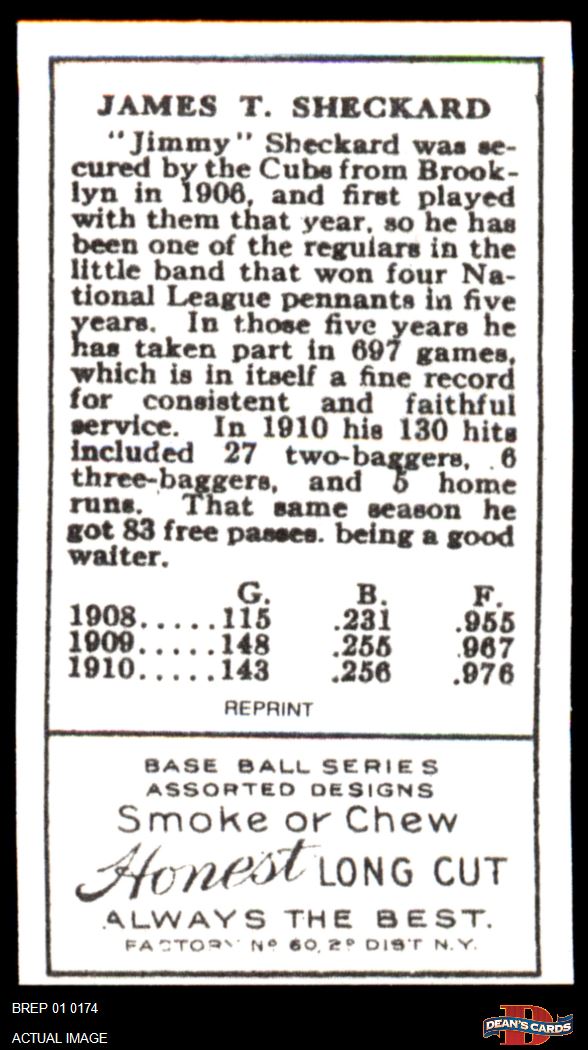 JAMES T. SHECKARD
"Jimmy" Sheckard was se-
cured by the Cubs from Brook-
lyn in 1906, and first played
with them that year, so he has
been one of the regulars in the
little band that won four Na-
tional League pennants in five
years. In those five years he
has taken part in 697 games,
which is in itself a fine record
for consistent and faithful
service. In 1910 his 130 hits
included 27 two-baggers, 6
three-baggers, and 5 home
runs. That same season he
got 83 free passes. being a good
waiter.
G. B. F.
1908.....115 .231 .955
1909.....148 .255 .967
1910.....143 .256 .976
REPRINT
BASE BALL SERIES
ASSORTED DESIGNS
Smoke or Chew
Honest LONG CUT
ALWAYS THE BEST.
FACTORY Nº 60, 2º DIST N.Y.
BREP 01 0174
ACTUAL IMAGE
D
DEAN'S CARDS